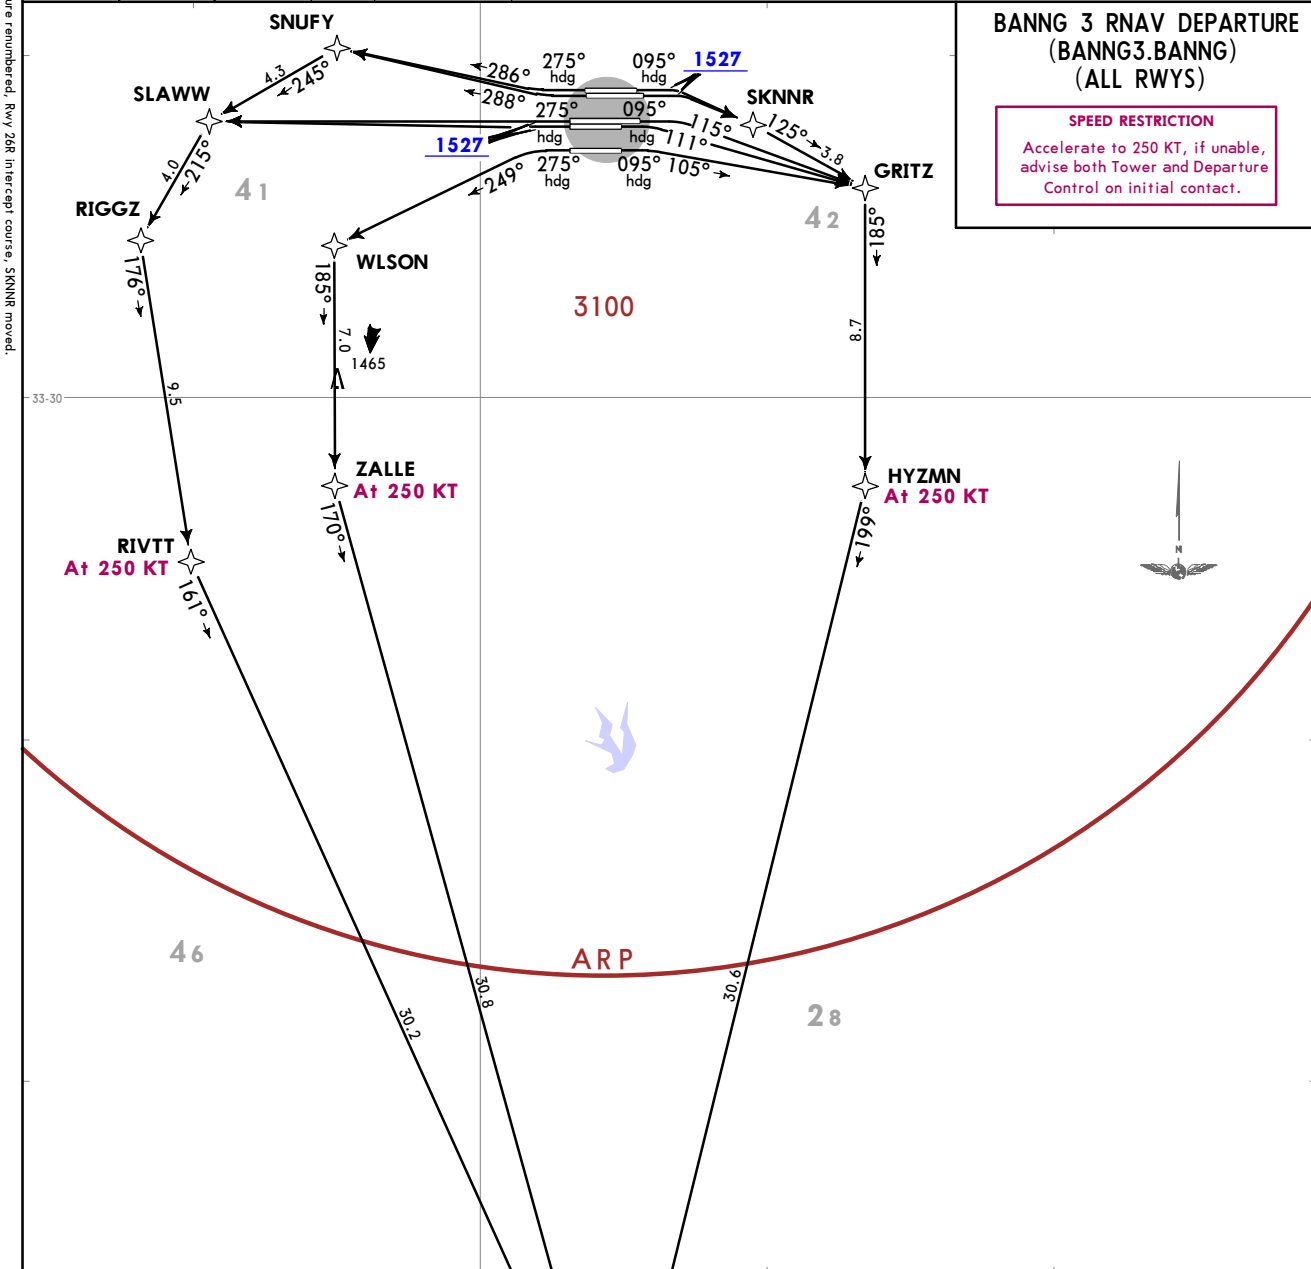 BANNG 3 RNAV DEPARTURE
(BANNG3.BANNG)
(ALL RWYS)
SPEED RESTRICTION
Accelerate to 250 KT, if unable,
advise both Tower and Departure
Control on initial contact.
ure renumbered, Rwy 26R intercept course, SKNNR moved.
SNUFY
4.3
245°
SLAWW
4.0
215°
RIGGZ
41
176°
9.5
RIVTT
At 250 KT
161°
30.2
286°
288°
275°
hdg
095°
hdg
1527
275°
hdg
095°
hdg
1527
275°
hdg
095°
hdg
249°
115°
111°
105°
SKNNR
125°
3.8
GRITZ
42
185°
8.7
WLSON
185°
7.0
1465
3100
33-30
ZALLE
At 250 KT
170°
30.8
HYZMN
At 250 KT
199°
30.6
N
ARP
46
28